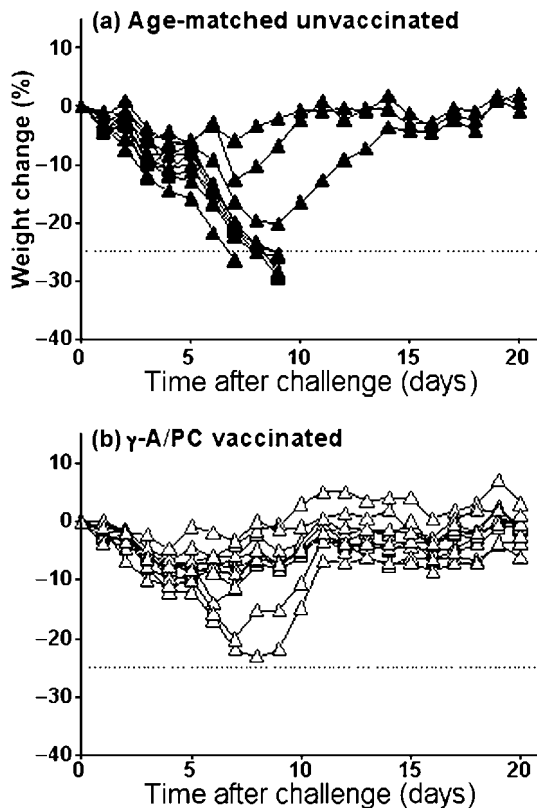 (a) Age-matched unvaccinated
10
0
−10
−20
−30
−40
Weight change (%)
0 5 10 15 20
Time after challenge (days)
(b) γ-A/PC vaccinated
10
0
−10
−20
−30
−40
0 5 10 15 20
Time after challenge (days)